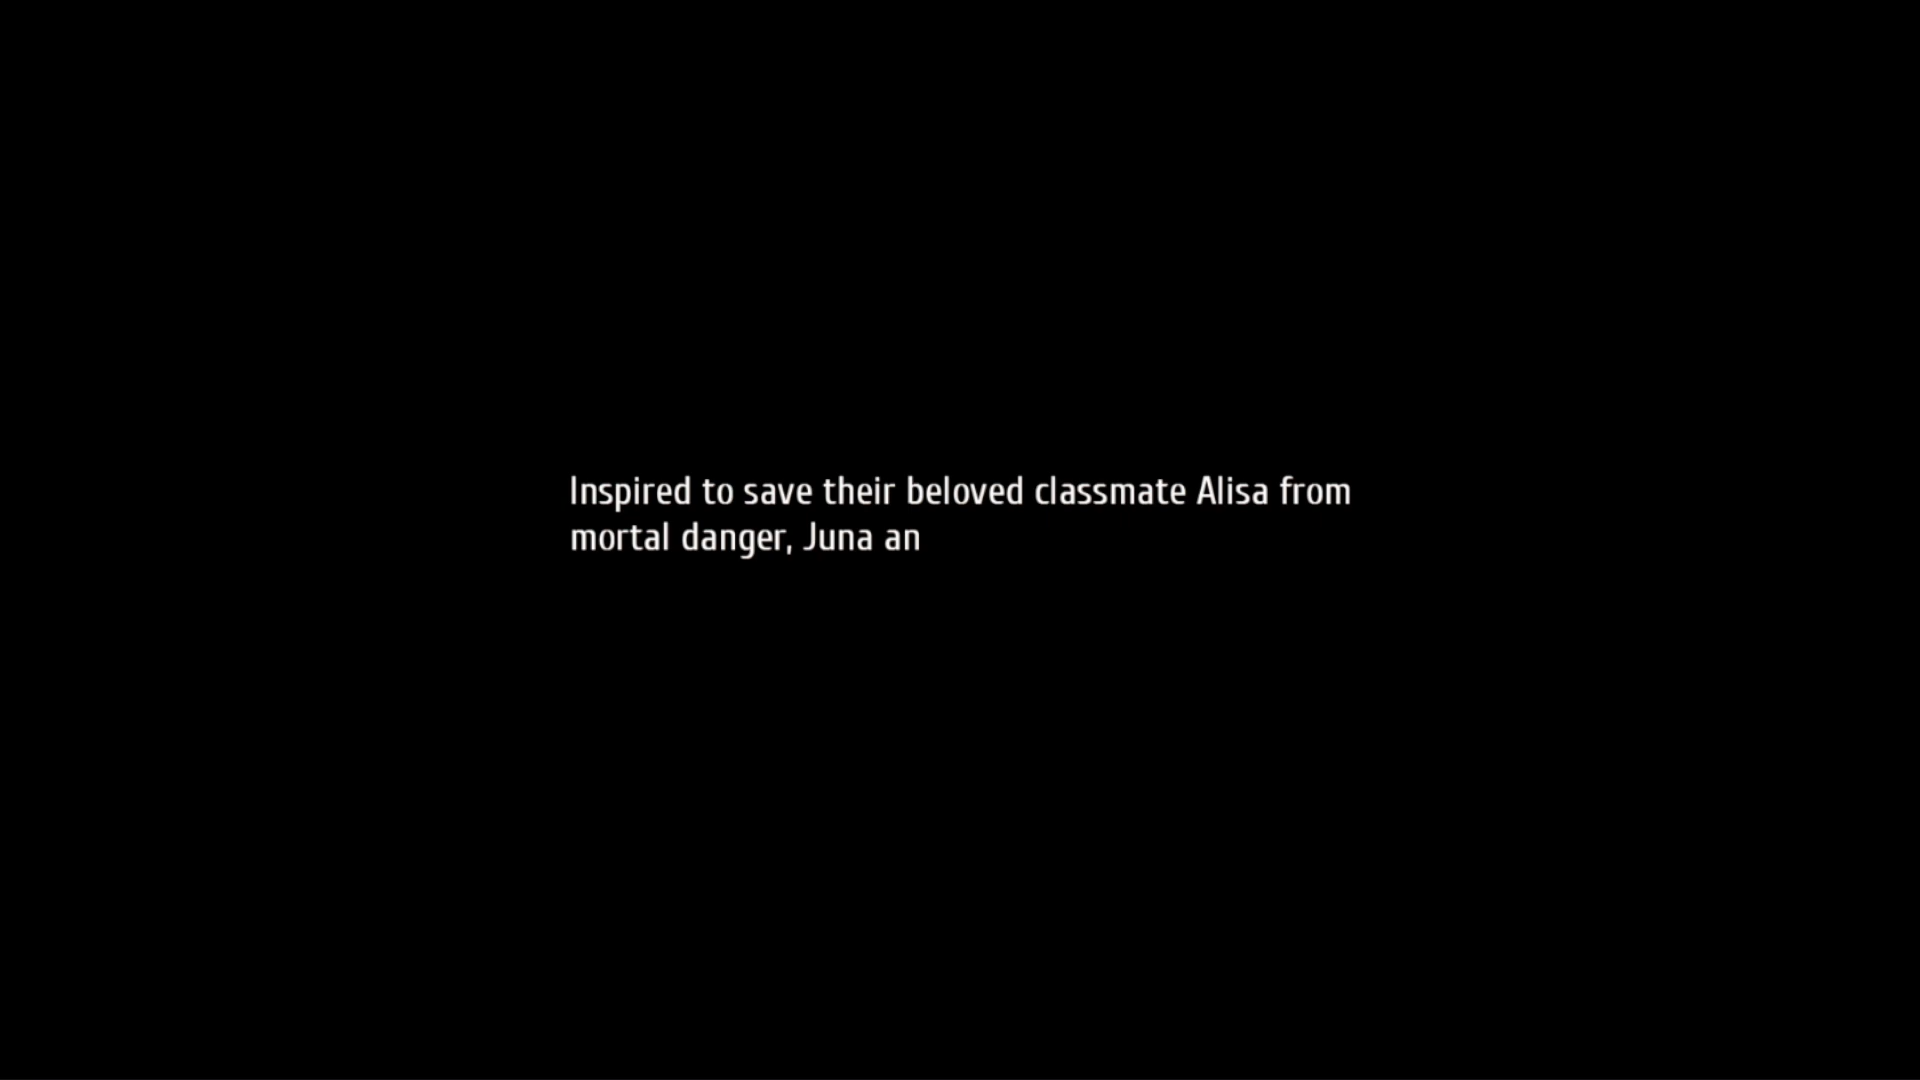 Inspired to save their beloved classmate Alisa from
mortal danger, Juna an